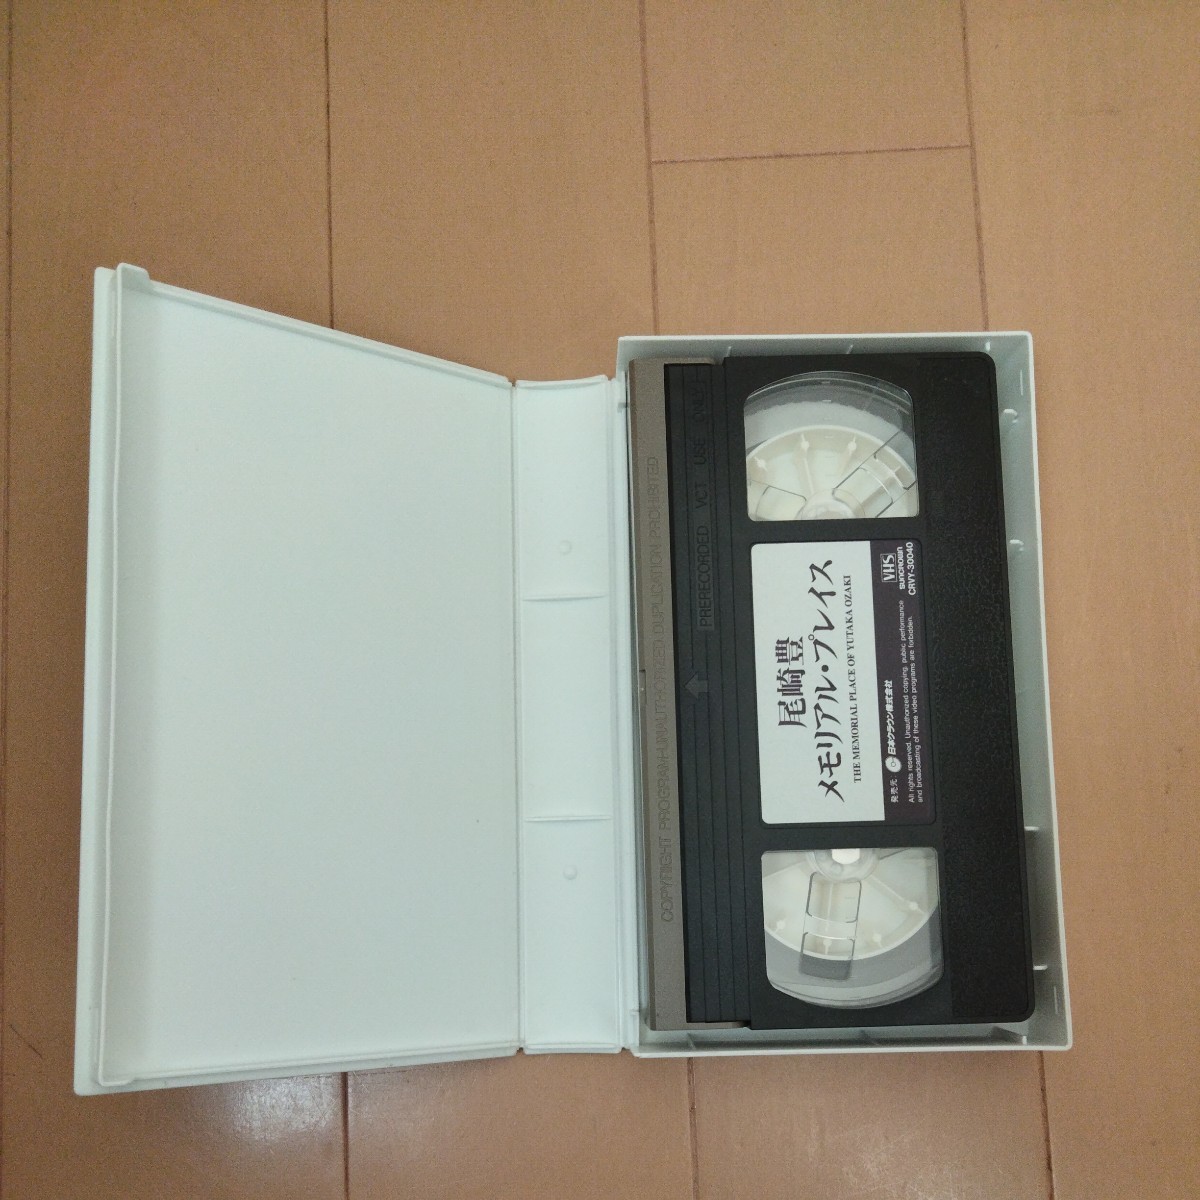 COPYRIGHT PROGRAM-UNAUTHORIZED DUPLICATION PROHIBITED
PRERECORDED VCT USE ONLY
尾崎豊
メモリアル・プレイス
THE MEMORIAL PLACE OF YUTAKA OZAKI
VHS
SUNCROWN
CRVY-30040
発売元 日本クラウン株式会社
All rights reserved. Unauthorized copying, public performance
and broadcasting of these video programs are forbidden.